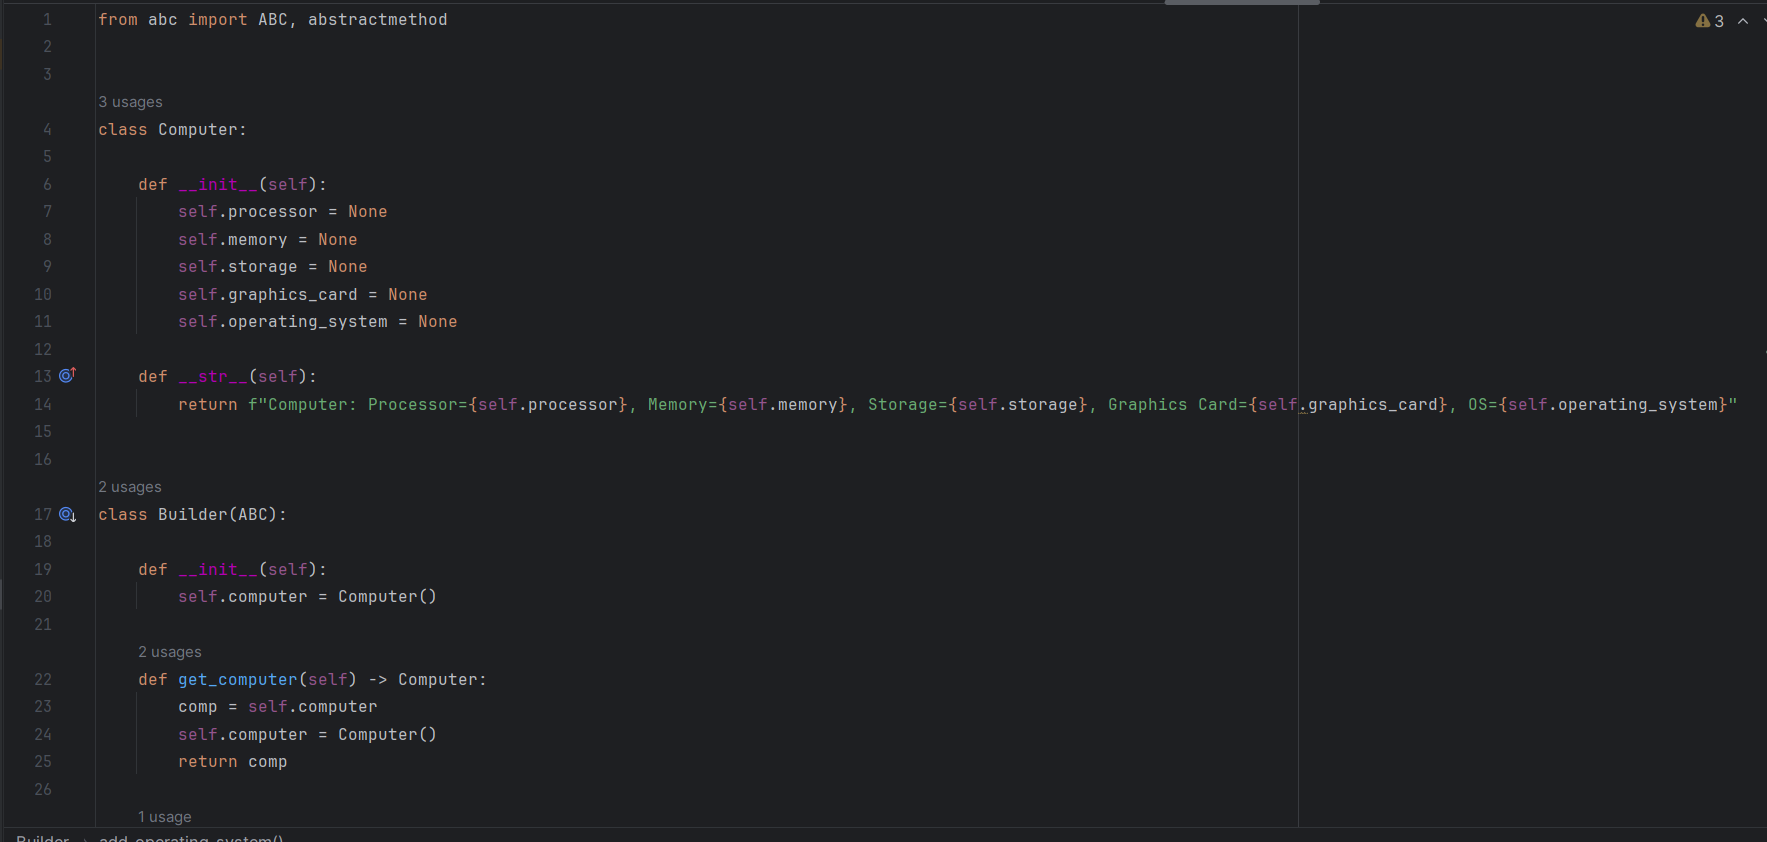 1 from abc import ABC, abstractmethod
3
2
3
3 usages
4 class Computer:
5
6 def __init__(self):
7 self.processor = None
8 self.memory = None
9 self.storage = None
10 self.graphics_card = None
11 self.operating_system = None
12
13 def __str__(self):
14 return f"Computer: Processor={self.processor}, Memory={self.memory}, Storage={self.storage}, Graphics Card={self.graphics_card}, OS={self.operating_system}"
15
16
2 usages
17 class Builder(ABC):
18
19 def __init__(self):
20 self.computer = Computer()
21
2 usages
22 def get_computer(self) -> Computer:
23 comp = self.computer
24 self.computer = Computer()
25 return comp
26
1 usage
Builder > add_operating_system()